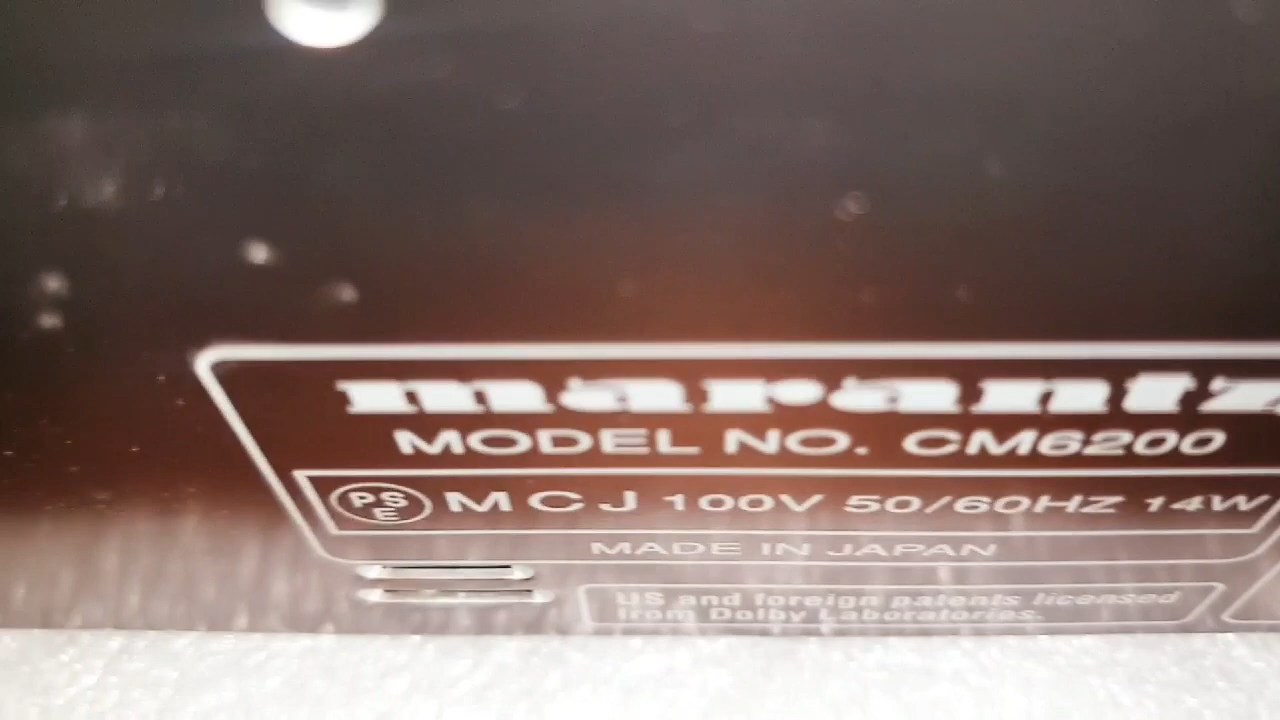 marantz
MODEL NO. CM6200
PSE MCJ 100V 50/60HZ 14W
MADE IN JAPAN
US and foreign patents licensed
from Dolby Laboratories.